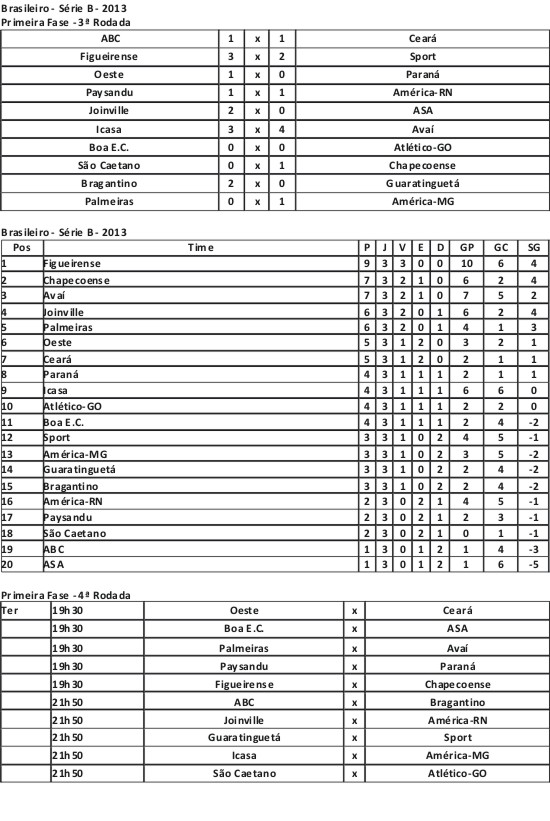 Brasileiro - Série B - 2013
Primeira Fase - 3ª Rodada
ABC 1 x 1 Ceará
Figueirense 3 x 2 Sport
Oeste 1 x 0 Paraná
Paysandu 1 x 1 América-RN
Joinville 2 x 0 ASA
Icasa 3 x 4 Avaí
Boa E.C. 0 x 0 Atlético-GO
São Caetano 0 x 1 Chapecoense
Bragantino 2 x 0 Guaratinguetá
Palmeiras 0 x 1 América-MG
Brasileiro - Série B - 2013
Pos Time P J V E D GP GC SG
1 Figueirense 9 3 3 0 0 10 6 4
2 Chapecoense 7 3 2 1 0 6 2 4
3 Avaí 7 3 2 1 0 7 5 2
4 Joinville 6 3 2 0 1 6 2 4
5 Palmeiras 6 3 2 0 1 4 1 3
6 Oeste 5 3 1 2 0 3 2 1
7 Ceará 5 3 1 2 0 2 1 1
8 Paraná 4 3 1 1 1 2 1 1
9 Icasa 4 3 1 1 1 6 6 0
10 Atlético-GO 4 3 1 1 1 2 2 0
11 Boa E.C. 4 3 1 1 1 2 4 -2
12 Sport 3 3 1 0 2 4 5 -1
13 América-MG 3 3 1 0 2 3 5 -2
14 Guaratinguetá 3 3 1 0 2 2 4 -2
15 Bragantino 3 3 1 0 2 2 4 -2
16 América-RN 2 3 0 2 1 4 5 -1
17 Paysandu 2 3 0 2 1 2 3 -1
18 São Caetano 2 3 0 2 1 0 1 -1
19 ABC 1 3 0 1 2 1 4 -3
20 ASA 1 3 0 1 2 1 6 -5
Primeira Fase - 4ª Rodada
Ter 19h30 Oeste x Ceará
19h30 Boa E.C. x ASA
19h30 Palmeiras x Avaí
19h30 Paysandu x Paraná
19h30 Figueirense x Chapecoense
21h50 ABC x Bragantino
21h50 Joinville x América-RN
21h50 Guaratinguetá x Sport
21h50 Icasa x América-MG
21h50 São Caetano x Atlético-GO